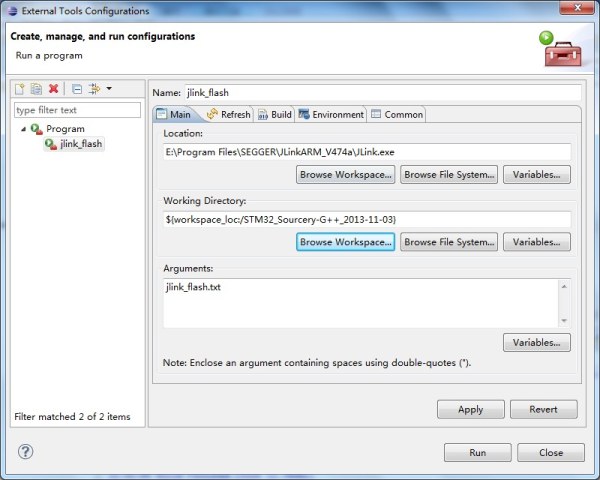 External Tools Configurations
Create, manage, and run configurations
Run a program
type filter text
Program
jlink_flash
Filter matched 2 of 2 items
Name: jlink_flash
Main Refresh Build Environment Common
Location:
E:\Program Files\SEGGER\JLinkARM_V474a\JLink.exe
Browse Workspace... Browse File System... Variables...
Working Directory:
${workspace_loc:/STM32_Sourcery-G++_2013-11-03}
Browse Workspace... Browse File System... Variables...
Arguments:
jlink_flash.txt
Variables...
Note: Enclose an argument containing spaces using double-quotes (").
Apply Revert
Run Close